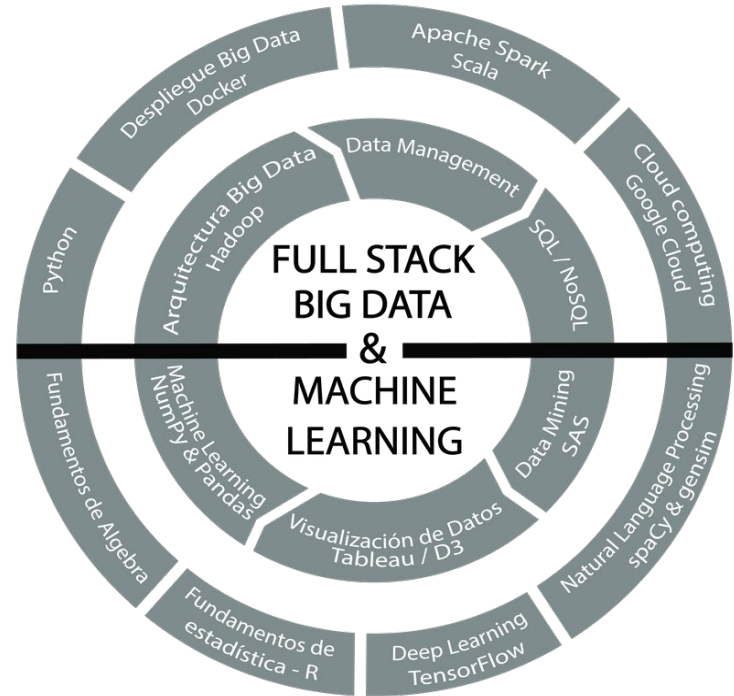 Despliegue Big Data
Docker
Apache Spark
Scala
Cloud computing
Google Cloud
Python
Arquitectura Big Data
Hadoop
Data Management
SQL / NoSQL
FULL STACK
BIG DATA
&
MACHINE
LEARNING
Machine Learning
NumPy & Pandas
Data Mining
SAS
Visualización de Datos
Tableau / D3
Fundamentos de Algebra
Natural Language Processing
spaCy & gensim
Fundamentos de
estadística - R
Deep Learning
TensorFlow